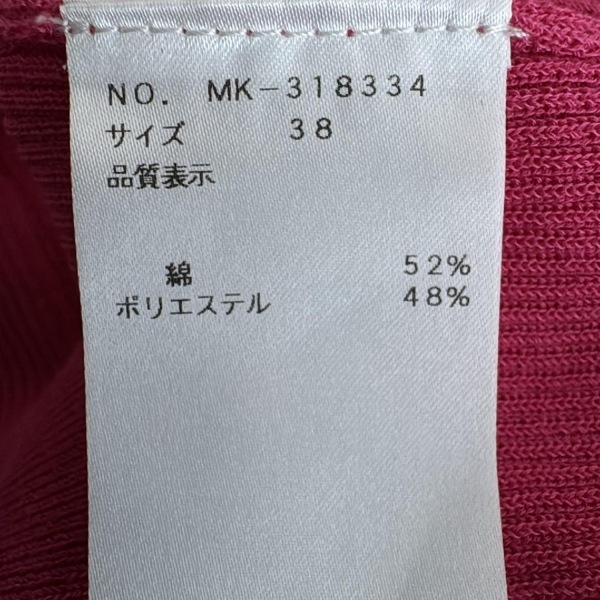 NO. MK-318334
サイズ 38
品質表示
綿 52%
ポリエステル 48%